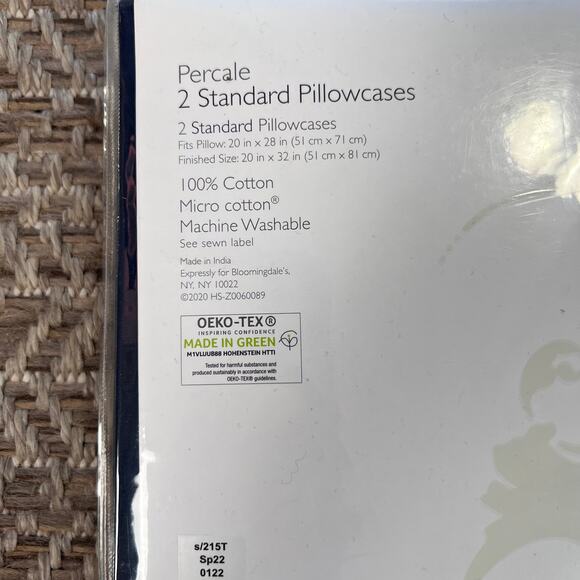 Percale
2 Standard Pillowcases
2 Standard Pillowcases
Fits Pillow: 20 in x 28 in (51 cm x 71 cm)
Finished Size: 20 in x 32 in (51 cm x 81 cm)
100% Cotton
Micro cotton®
Machine Washable
See sewn label
Made in India
Expressly for Bloomingdale's,
NY, NY 10022
©2020 HS-Z0060089
OEKO-TEX®
INSPIRING CONFIDENCE
MADE IN GREEN
M1VLUUB88 HOHENSTEIN HTTI
Tested for harmful substances and
produced sustainably in accordance with
OEKO-TEX® guidelines.
s/215T
Sp22
0122